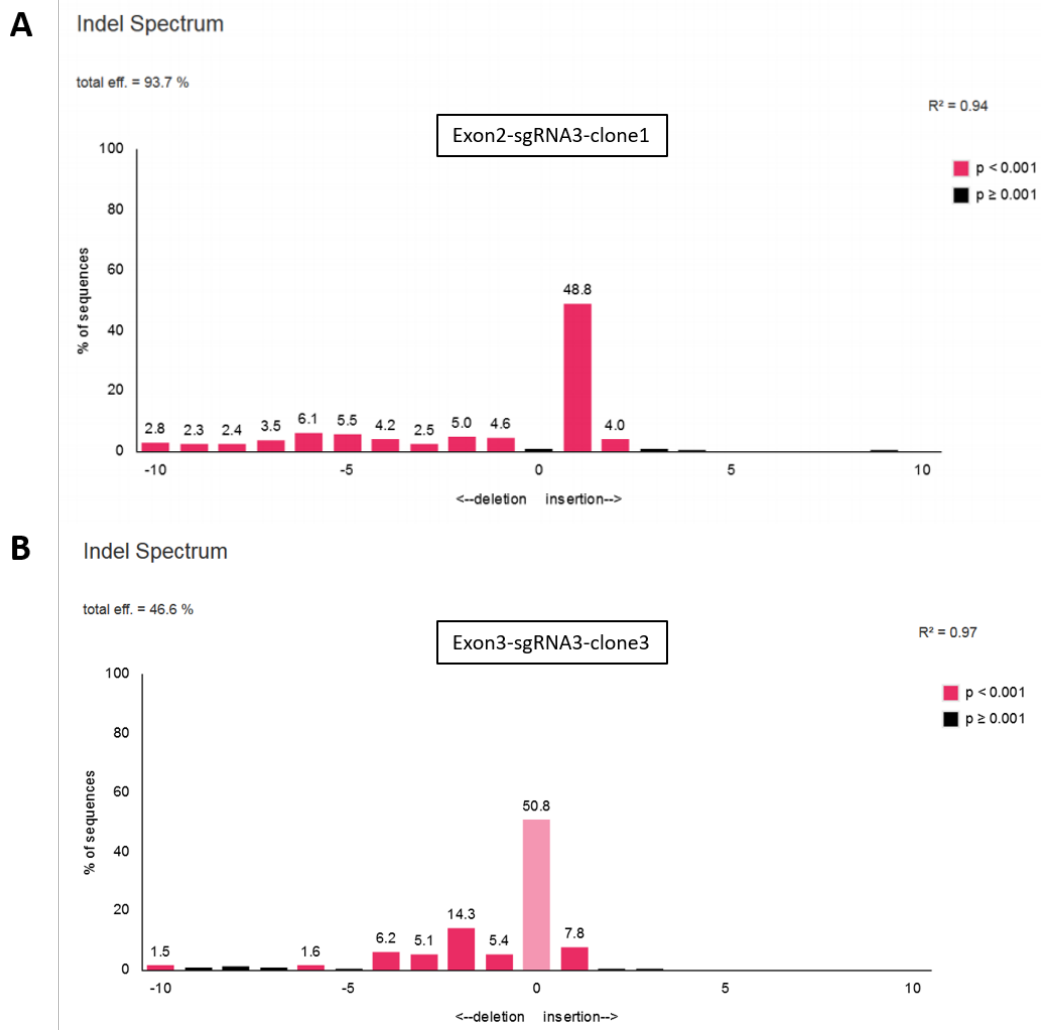 A
Indel Spectrum
total eff. = 93.7 %
R² = 0.94
Exon2-sgRNA3-clone1
p < 0.001
p ≥ 0.001
% of sequences
100
80
60
40
20
0
2.8 2.3 2.4 3.5 6.1 5.5 4.2 2.5 5.0 4.6 48.8 4.0
-10 -5 0 5 10
<--deletion insertion-->
B
Indel Spectrum
total eff. = 46.6 %
R² = 0.97
Exon3-sgRNA3-clone3
p < 0.001
p ≥ 0.001
% of sequences
100
80
60
40
20
0
1.5 1.6 6.2 5.1 14.3 5.4 50.8 7.8
-10 -5 0 5 10
<--deletion insertion-->